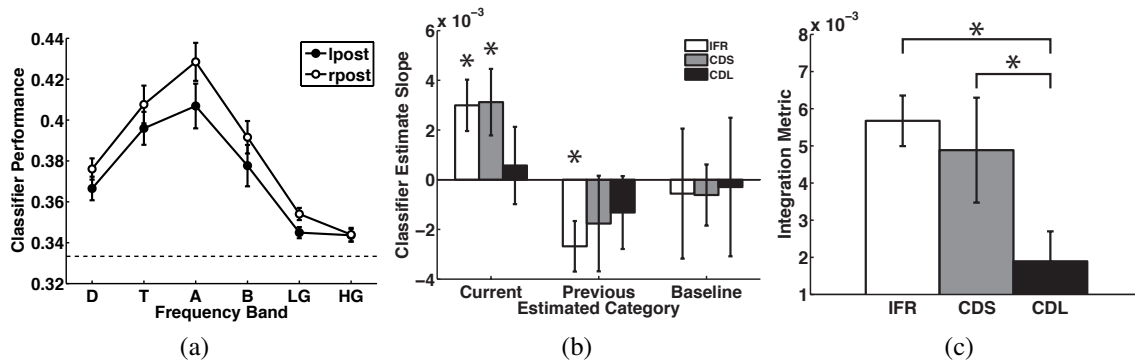 0.44
0.42
0.4
0.38
0.36
0.34
0.32
Classifier Performance
lpost
rpost
D T A B LG HG
Frequency Band
(a)
x 10⁻³
6
4
2
0
−2
−4
Classifier Estimate Slope
* * *
IFR
CDS
CDL
Current Previous Baseline
Estimated Category
(b)
x 10⁻³
8
7
6
5
4
3
2
1
Integration Metric
*
*
IFR CDS CDL
(c)